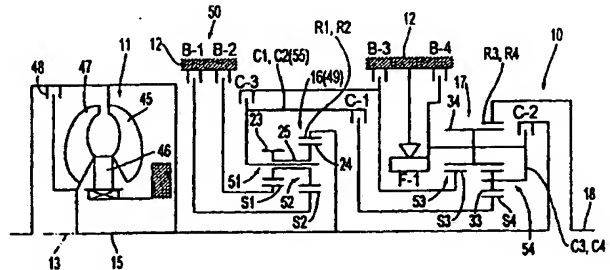 50
12
B-1 B-2
R1, R2
12
B-3 B-4
10
C1, C2(55)
16(49)
R3, R4
48 47 11 45
C-3
C-1
17
34
C-2
23 25
24
46
51
F-1
18
S1 52 S2
53 S3 33 S4 54
C3, C4
13 15